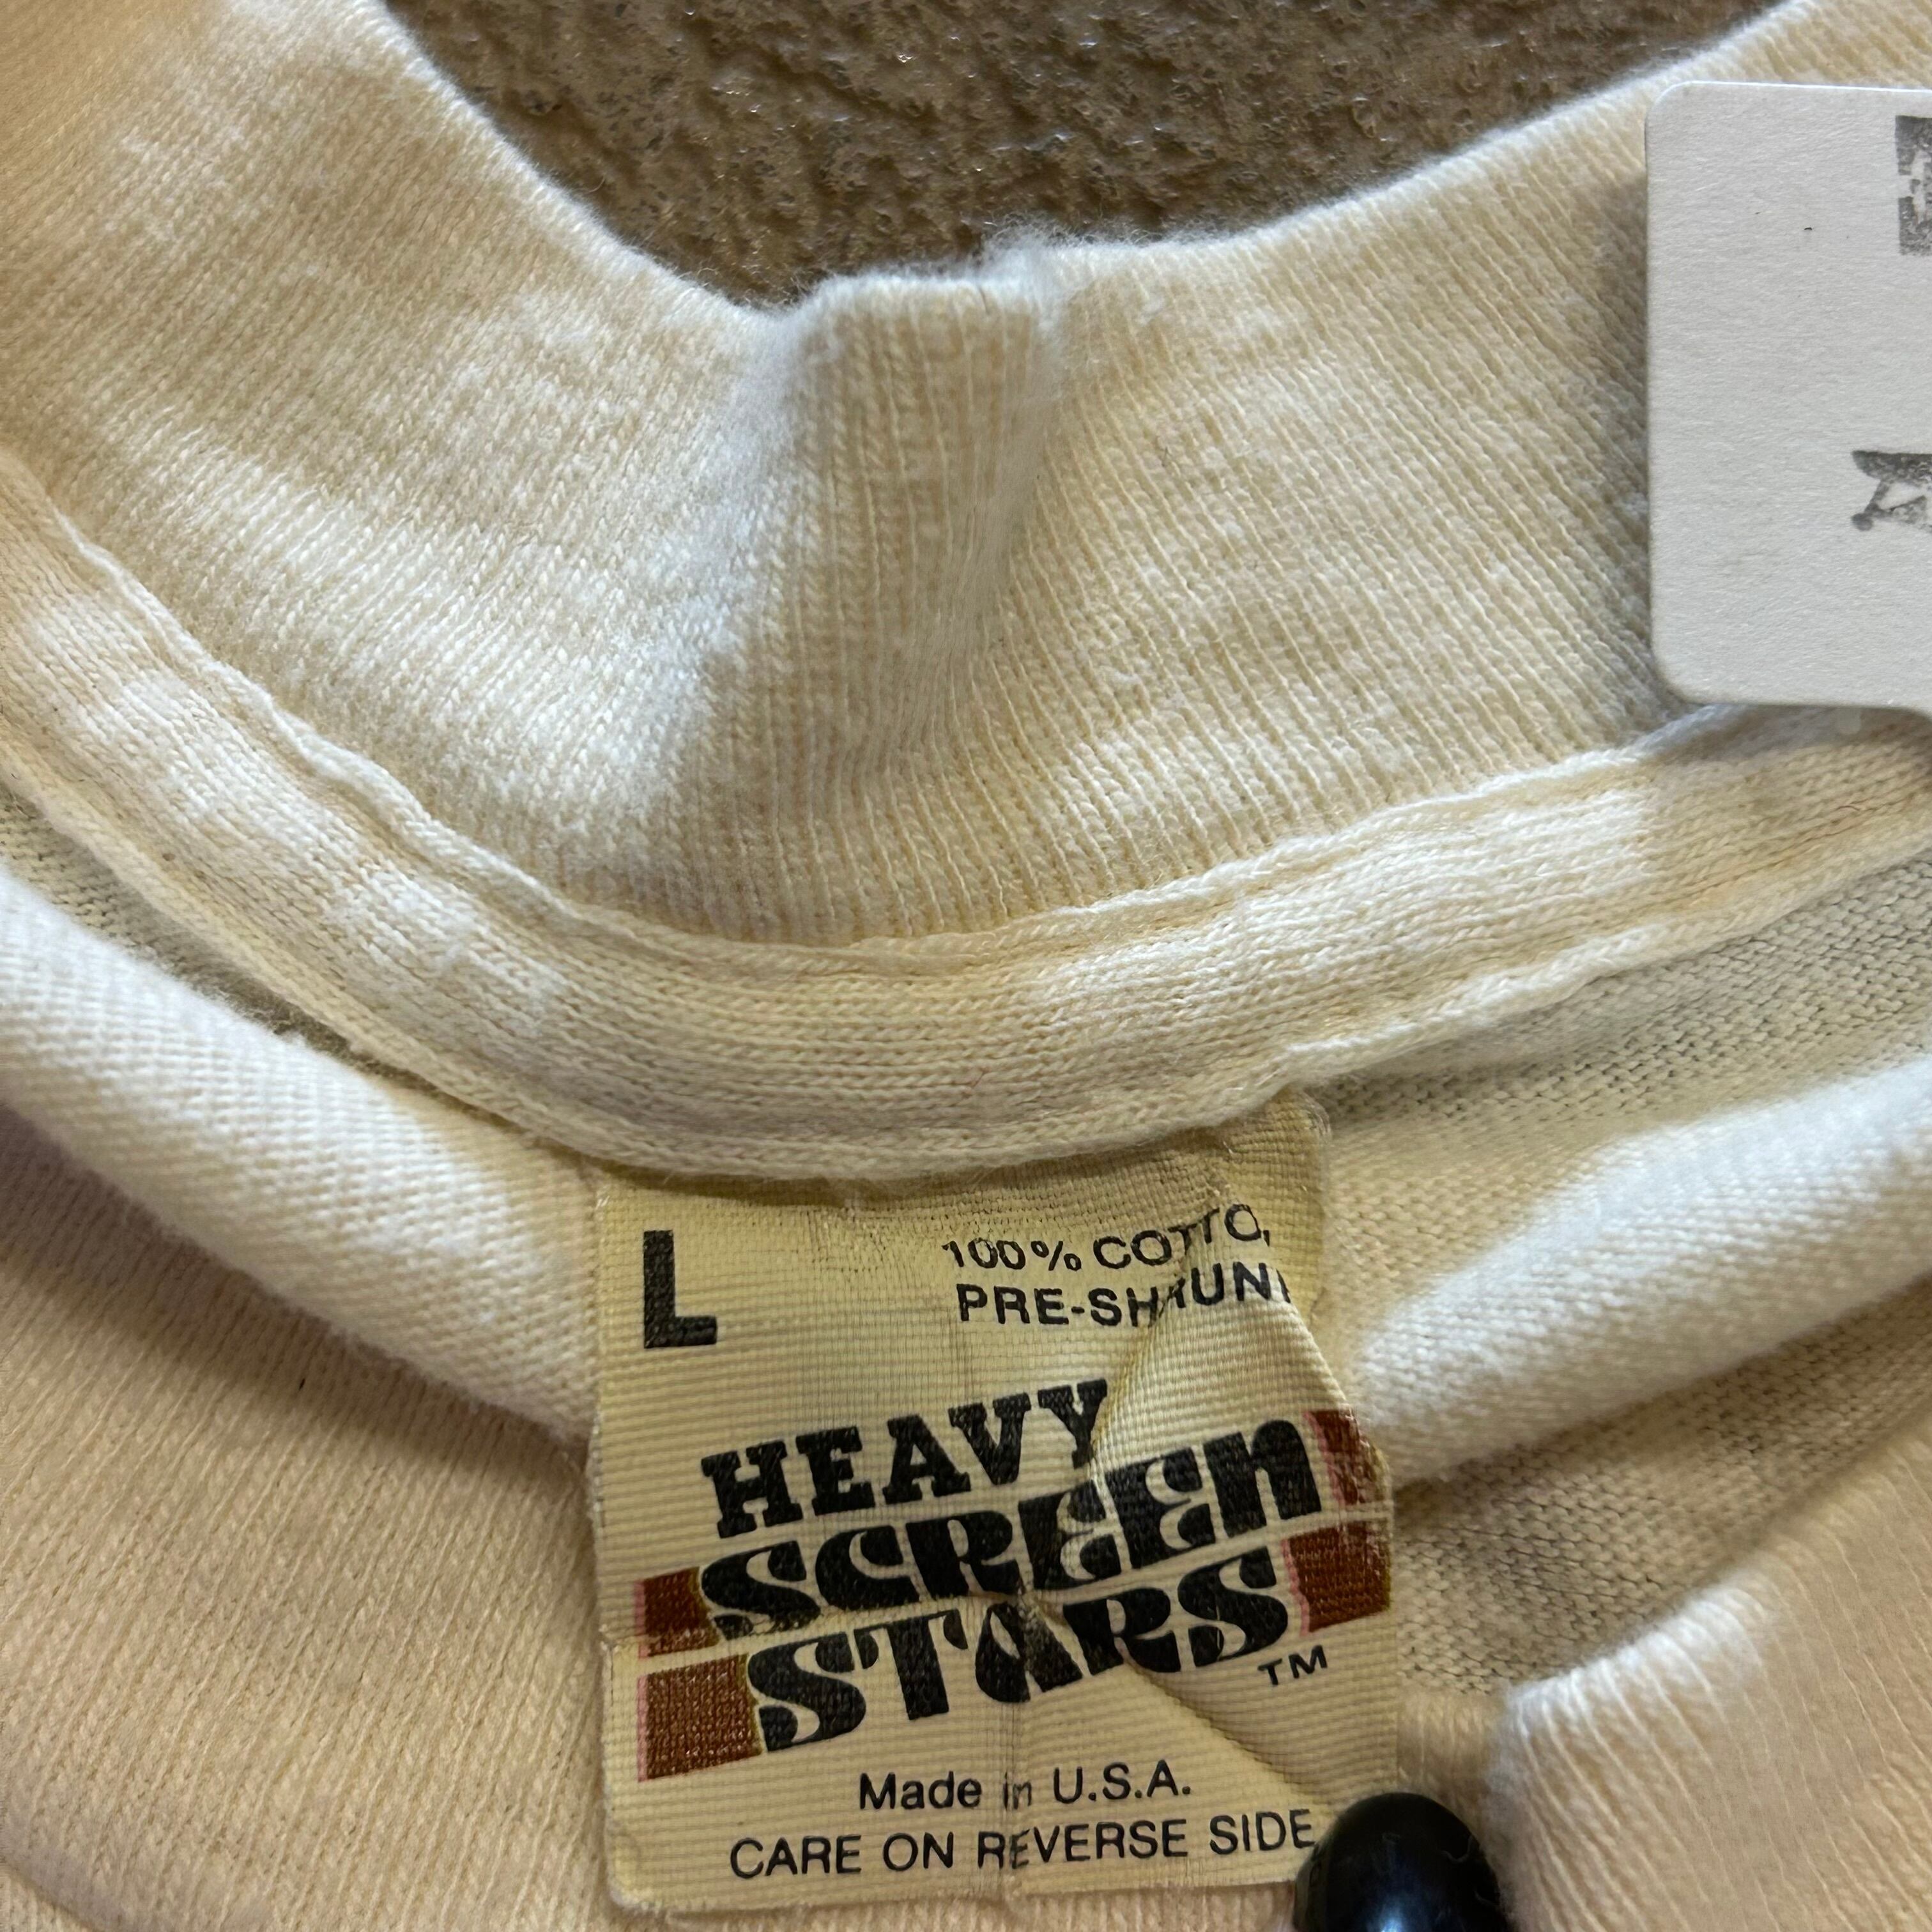 L
100% COTTO
PRE-SHRUN
HEAVY
SCREEN
STARS
TM
Made in U.S.A.
CARE ON REVERSE SIDE